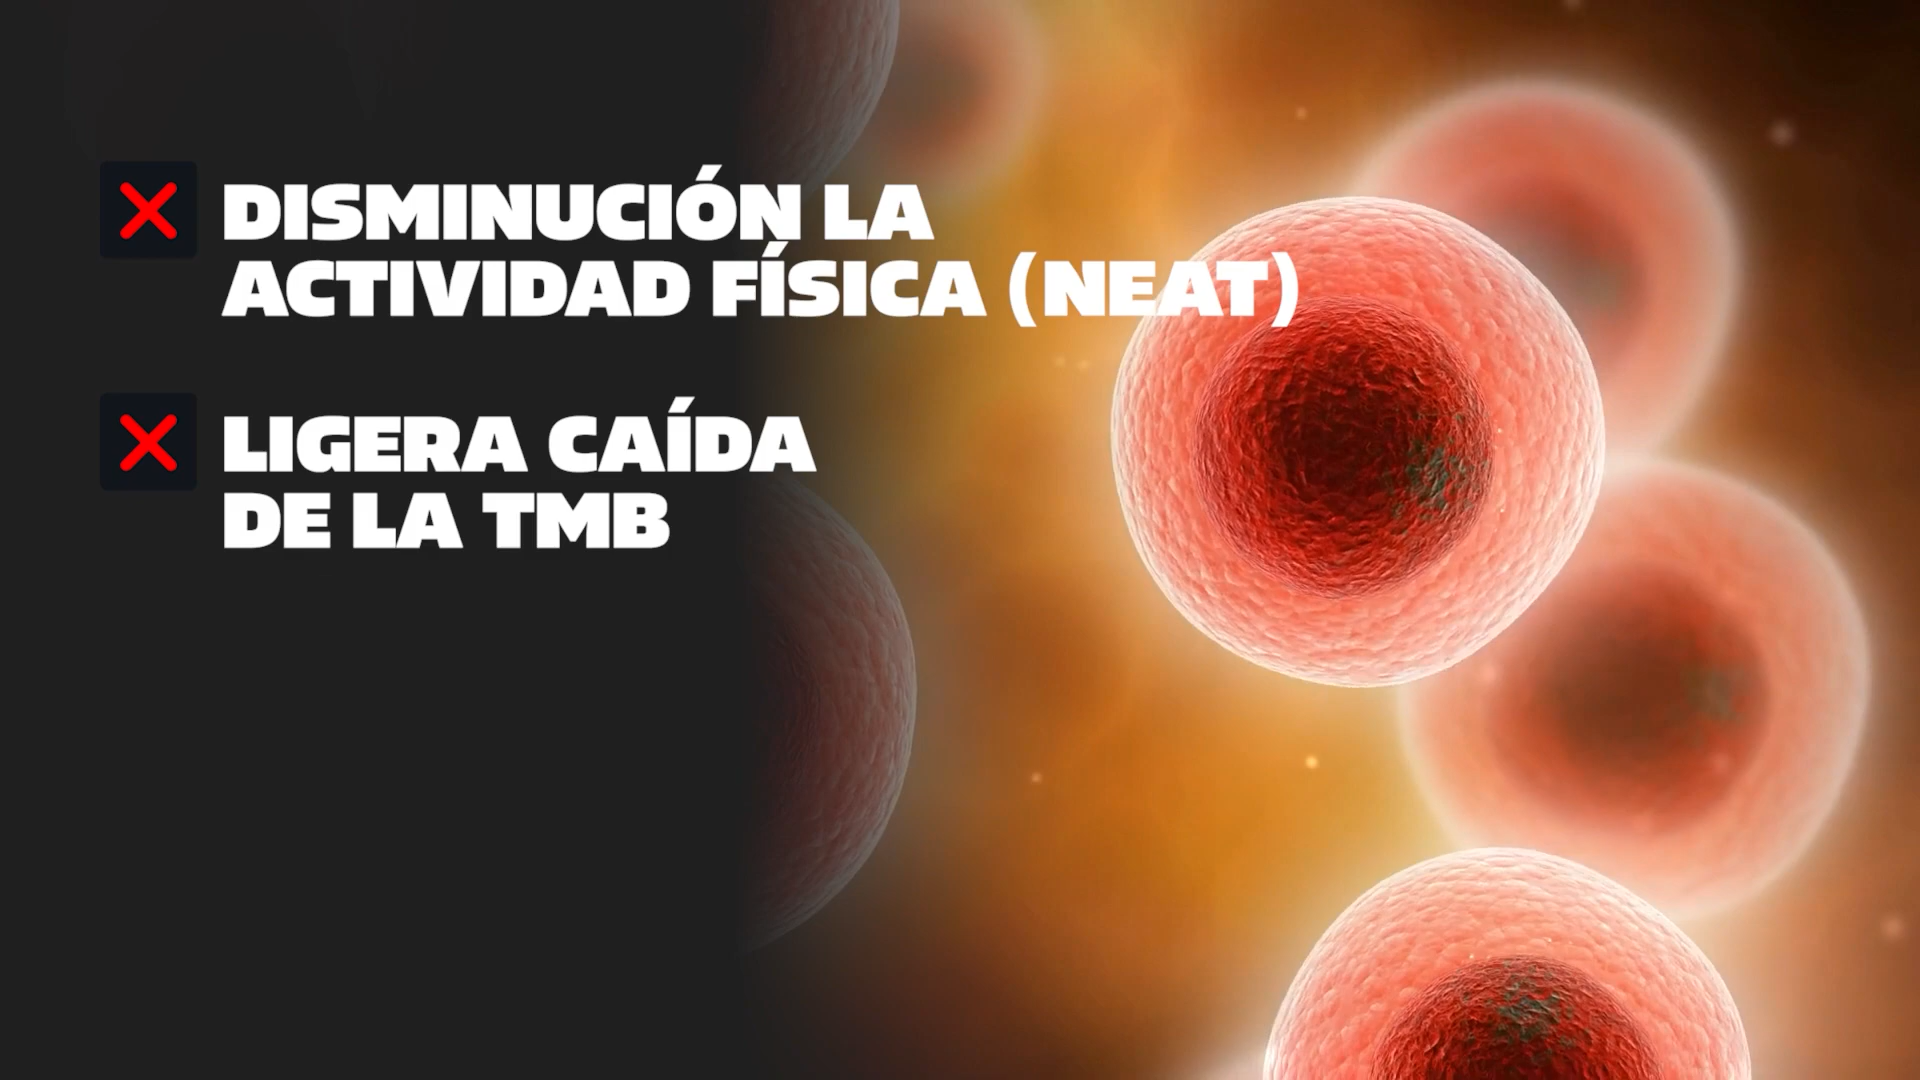 DISMINUCIÓN LA
ACTIVIDAD FÍSICA (NEAT)
LIGERA CAÍDA
DE LA TMB